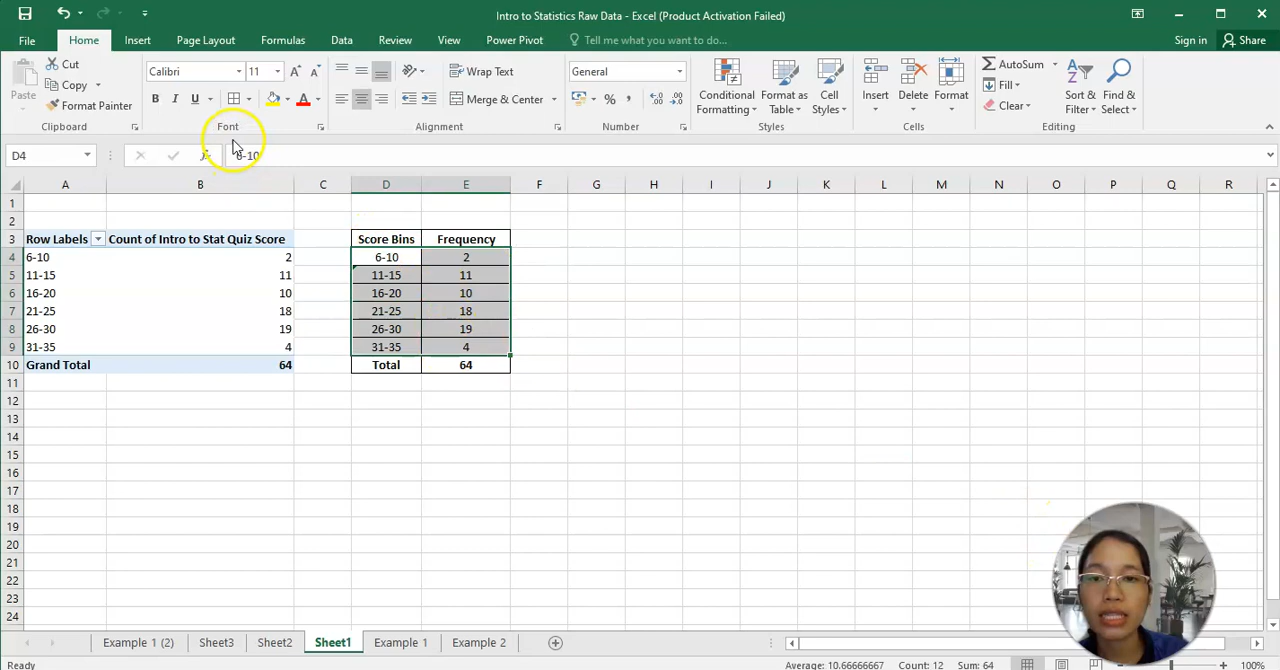 Intro to Statistics Raw Data - Excel (Product Activation Failed)
File Home Insert Page Layout Formulas Data Review View Power Pivot Tell me what you want to do... Sign in Share
Paste
Cut
Copy
Format Painter
Clipboard
Calibri 11
B I U
Font
Wrap Text
Merge & Center
Alignment
General
%
Number
Conditional Formatting
Format as Table
Cell Styles
Styles
Insert Delete Format
Cells
AutoSum
Fill
Clear
Sort & Filter
Find & Select
Editing
D4 fx 6-10
A B C D E F G H I J K L M N O P Q R
1
2
3 Row Labels Count of Intro to Stat Quiz Score Score Bins Frequency
4 6-10 2 6-10 2
5 11-15 11 11-15 11
6 16-20 10 16-20 10
7 21-25 18 21-25 18
8 26-30 19 26-30 19
9 31-35 4 31-35 4
10 Grand Total 64 Total 64
11
12
13
14
15
16
17
18
19
20
21
22
23
24
Example 1 (2) Sheet3 Sheet2 Sheet1 Example 1 Example 2
Ready Average: 10.66666667 Count: 12 Sum: 64 100%